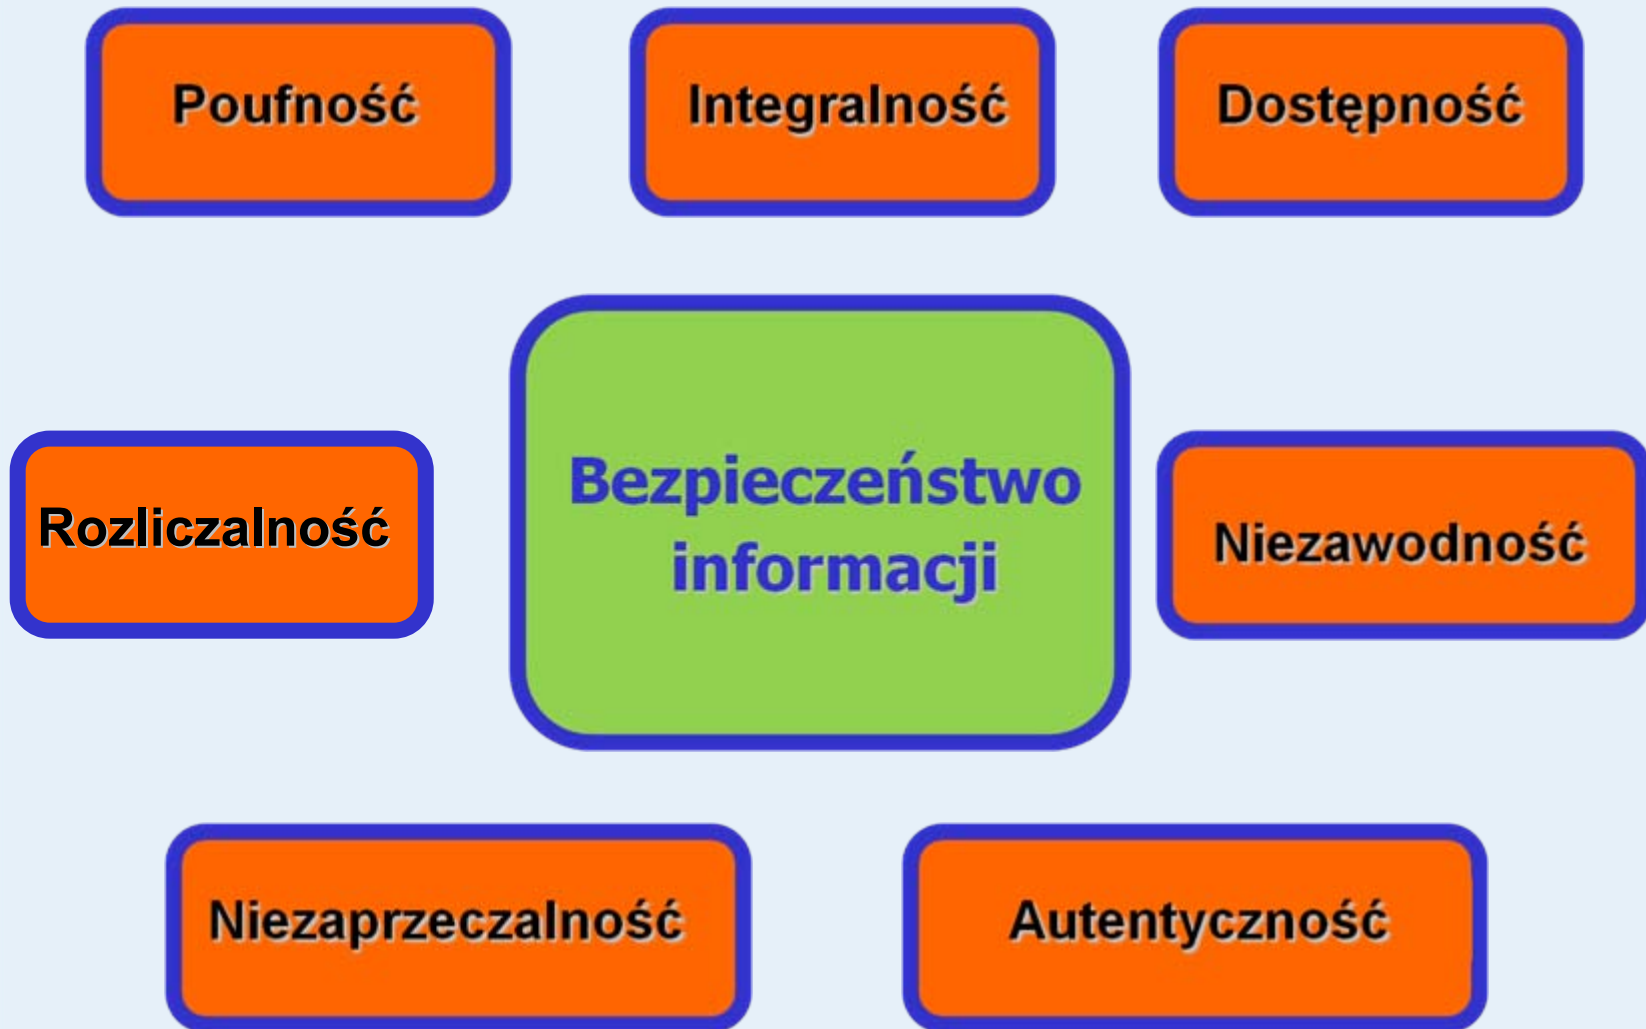 Poufność
Integralność
Dostępność
Rozliczalność
Bezpieczeństwo
informacji
Niezawodność
Niezaprzeczalność
Autentyczność